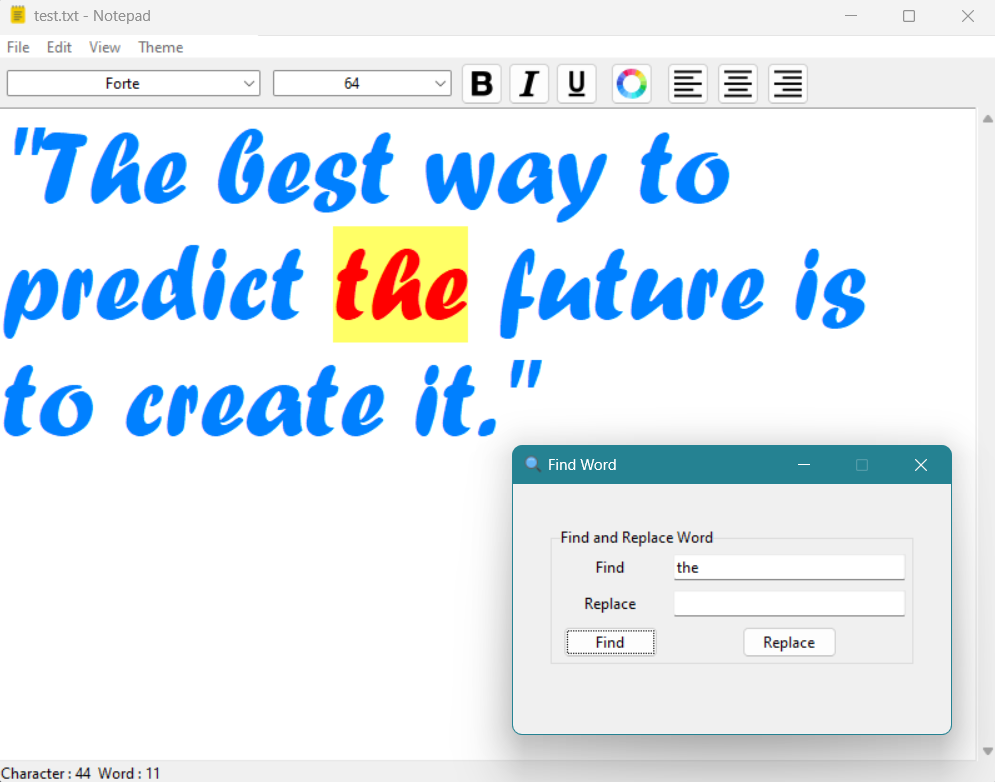 test.txt - Notepad
File Edit View Theme
Forte 64 B I U
"The best way to
predict the future is
to create it."
Find Word
Find and Replace Word
Find the
Replace
Find Replace
Character : 44 Word : 11